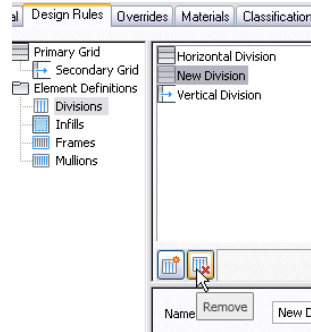 al Design Rules Overrides Materials Classification
Primary Grid
Secondary Grid
Element Definitions
Divisions
Infills
Frames
Mullions
Horizontal Division
New Division
Vertical Division
Name
Remove
New D